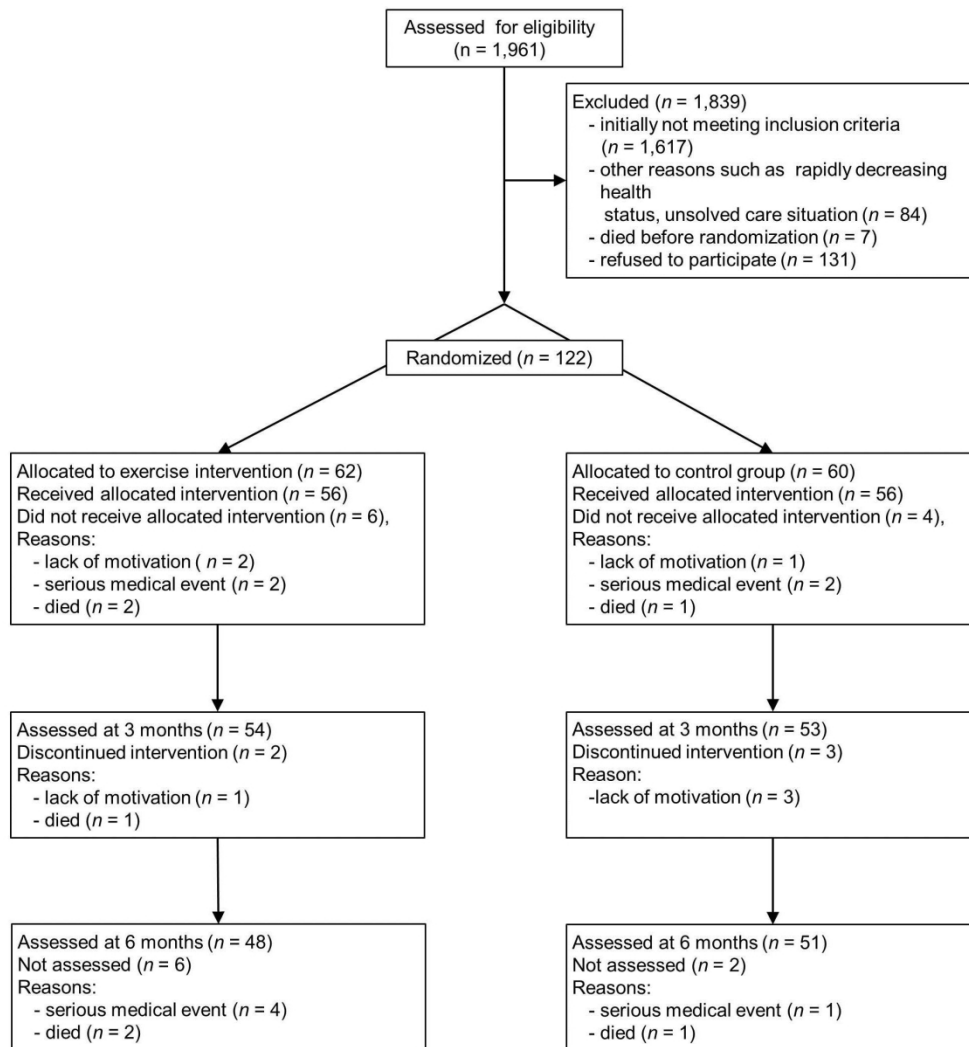 Assessed for eligibility
(n = 1,961)
Excluded (n = 1,839)
- initially not meeting inclusion criteria
(n = 1,617)
- other reasons such as rapidly decreasing
health
status, unsolved care situation (n = 84)
- died before randomization (n = 7)
- refused to participate (n = 131)
Randomized (n = 122)
Allocated to exercise intervention (n = 62)
Received allocated intervention (n = 56)
Did not receive allocated intervention (n = 6),
Reasons:
- lack of motivation ( n = 2)
- serious medical event (n = 2)
- died (n = 2)
Allocated to control group (n = 60)
Received allocated intervention (n = 56)
Did not receive allocated intervention (n = 4),
Reasons:
- lack of motivation (n = 1)
- serious medical event (n = 2)
- died (n = 1)
Assessed at 3 months (n = 54)
Discontinued intervention (n = 2)
Reasons:
- lack of motivation (n = 1)
- died (n = 1)
Assessed at 3 months (n = 53)
Discontinued intervention (n = 3)
Reason:
-lack of motivation (n = 3)
Assessed at 6 months (n = 48)
Not assessed (n = 6)
Reasons:
- serious medical event (n = 4)
- died (n = 2)
Assessed at 6 months (n = 51)
Not assessed (n = 2)
Reasons:
- serious medical event (n = 1)
- died (n = 1)